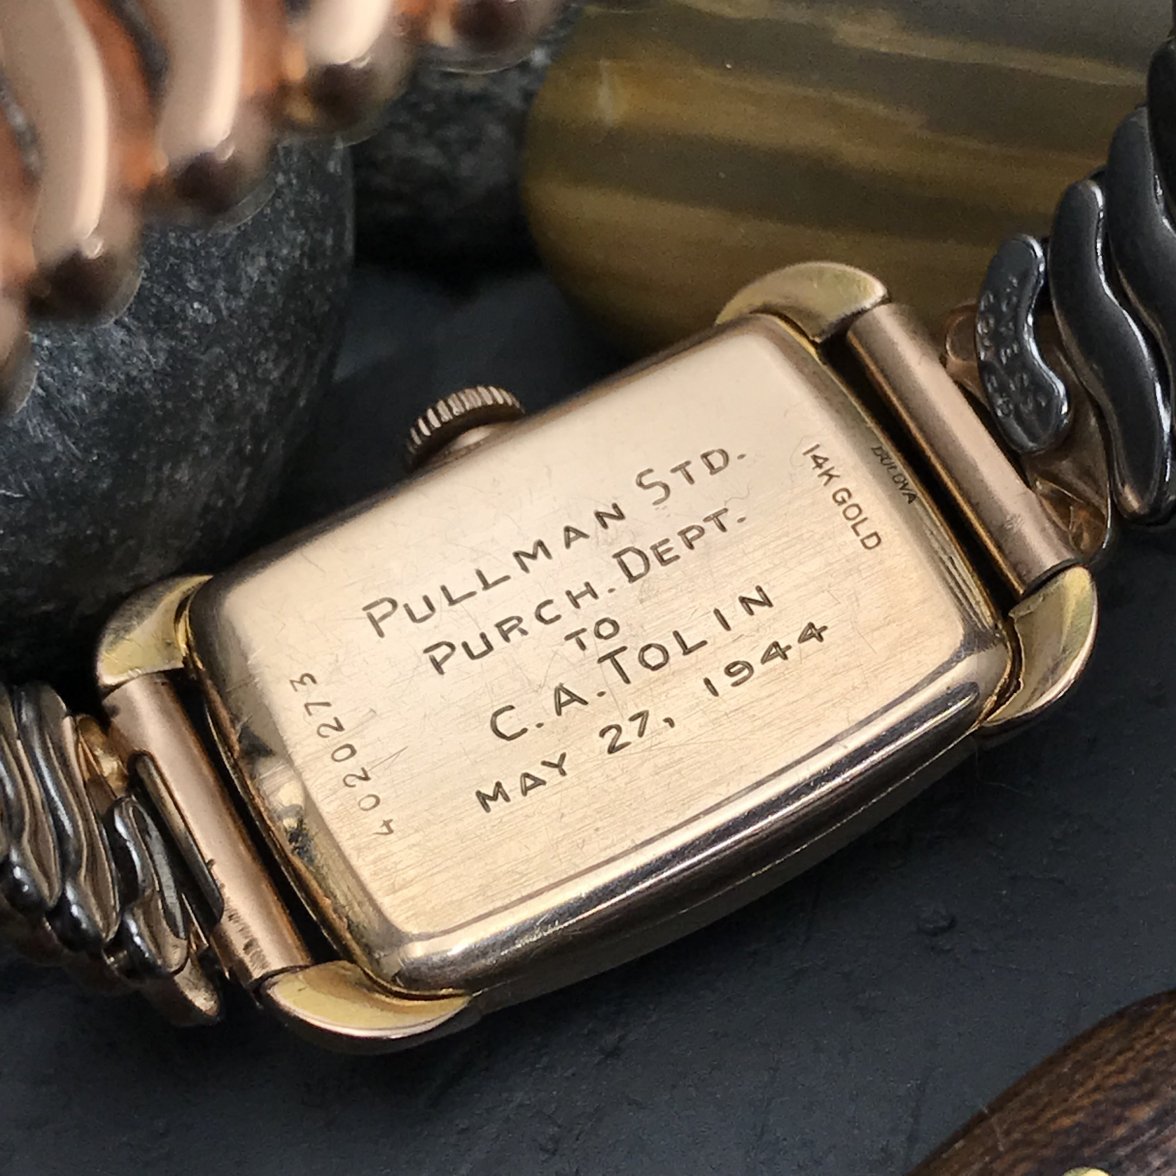 PULLMAN STD.
PURCH. DEPT.
TO
C. A. TOLIN
MAY 27, 1944
14K GOLD
BULOVA
4020273